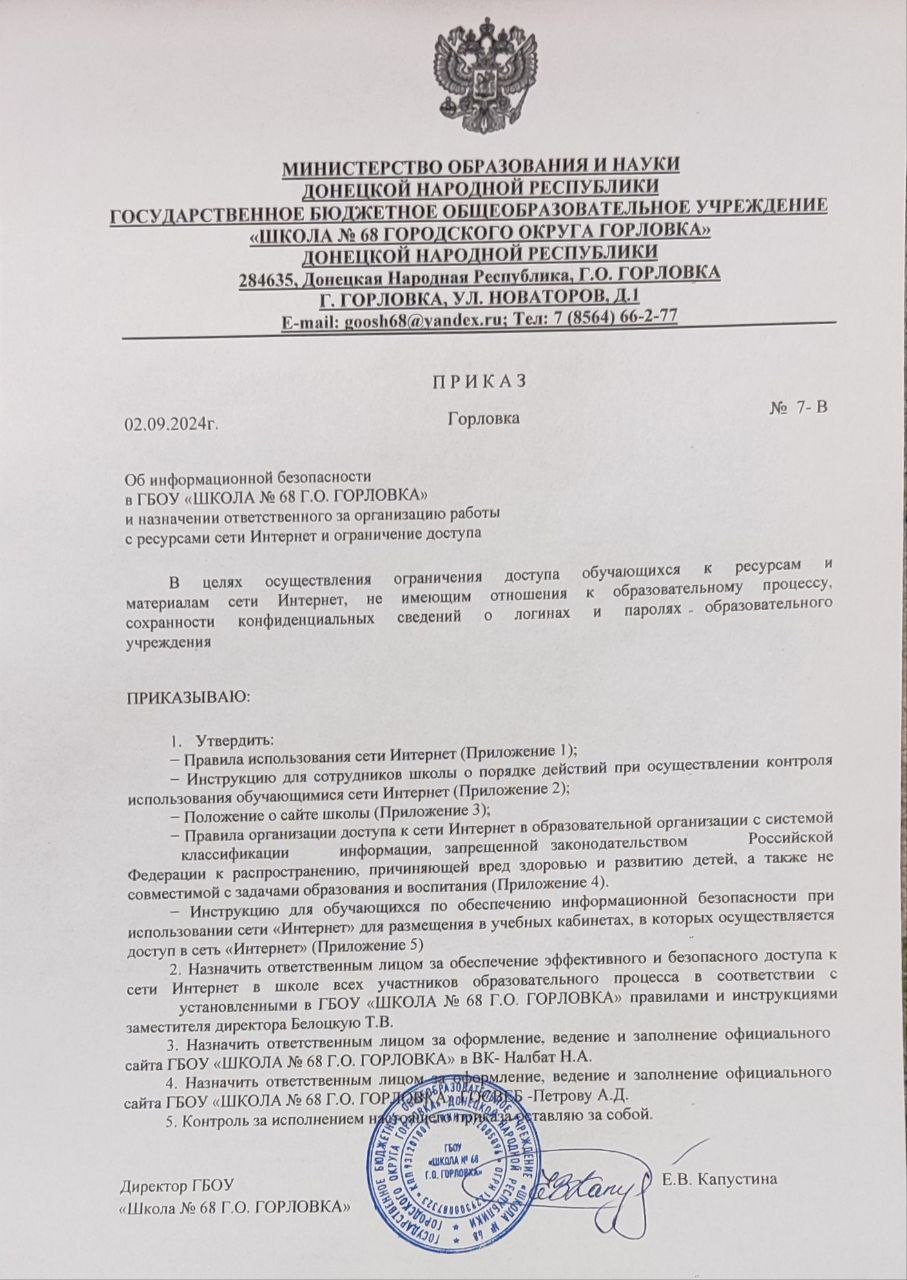 МИНИСТЕРСТВО ОБРАЗОВАНИЯ И НАУКИ
ДОНЕЦКОЙ НАРОДНОЙ РЕСПУБЛИКИ
ГОСУДАРСТВЕННОЕ БЮДЖЕТНОЕ ОБЩЕОБРАЗОВАТЕЛЬНОЕ УЧРЕЖДЕНИЕ
«ШКОЛА № 68 ГОРОДСКОГО ОКРУГА ГОРЛОВКА»
ДОНЕЦКОЙ НАРОДНОЙ РЕСПУБЛИКИ
284635, Донецкая Народная Республика, Г.О. ГОРЛОВКА
Г. ГОРЛОВКА, УЛ. НОВАТОРОВ, Д.1
E-mail: goosh68@yandex.ru; Тел: 7 (8564) 66-2-77
П Р И К А З
02.09.2024г. Горловка № 7- В
Об информационной безопасности
в ГБОУ «ШКОЛА № 68 Г.О. ГОРЛОВКА»
и назначении ответственного за организацию работы
с ресурсами сети Интернет и ограничение доступа
В целях осуществления ограничения доступа обучающихся к ресурсам и
материалам сети Интернет, не имеющим отношения к образовательному процессу,
сохранности конфиденциальных сведений о логинах и паролях - образовательного
учреждения
ПРИКАЗЫВАЮ:
1. Утвердить:
– Правила использования сети Интернет (Приложение 1);
– Инструкцию для сотрудников школы о порядке действий при осуществлении контроля
использования обучающимися сети Интернет (Приложение 2);
– Положение о сайте школы (Приложение 3);
– Правила организации доступа к сети Интернет в образовательной организации с системой
классификации информации, запрещенной законодательством Российской
Федерации к распространению, причиняющей вред здоровью и развитию детей, а также не
совместимой с задачами образования и воспитания (Приложение 4).
– Инструкцию для обучающихся по обеспечению информационной безопасности при
использовании сети «Интернет» для размещения в учебных кабинетах, в которых осуществляется
доступ в сеть «Интернет» (Приложение 5)
2. Назначить ответственным лицом за обеспечение эффективного и безопасного доступа к
сети Интернет в школе всех участников образовательного процесса в соответствии с
установленными в ГБОУ «ШКОЛА № 68 Г.О. ГОРЛОВКА» правилами и инструкциями
заместителя директора Белоцкую Т.В.
3. Назначить ответственным лицом за оформление, ведение и заполнение официального
сайта ГБОУ «ШКОЛА № 68 Г.О. ГОРЛОВКА» в ВК- Налбат Н.А.
4. Назначить ответственным лицом за оформление, ведение и заполнение официального
сайта ГБОУ «ШКОЛА № 68 Г.О. ГОРЛОВКА» ГОСВЕБ -Петрову А.Д.
5. Контроль за исполнением настоящего приказа оставляю за собой.
ГБОУ
«ШКОЛА № 68
Г.О. ГОРЛОВКА»
Директор ГБОУ
«Школа № 68 Г.О. ГОРЛОВКА»
Е.В. Капустина